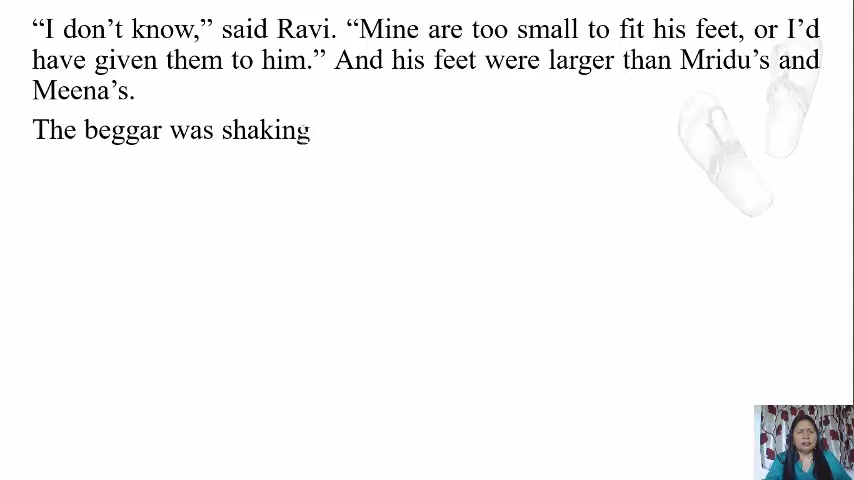 “I don’t know,” said Ravi. “Mine are too small to fit his feet, or I’d
have given them to him.” And his feet were larger than Mridu’s and
Meena’s.
The beggar was shaking